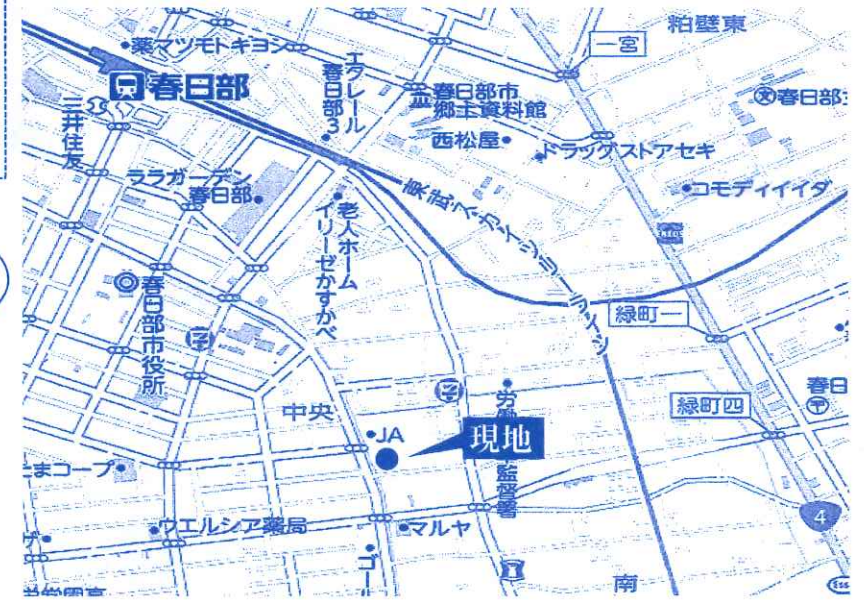 粕壁東
薬マツモトキヨシ
一宮
春日部
エクレール
春日部3
春日部市
郷土資料館
春日部
三井住友
西松屋
ドラッグストアセキ
ララガーデン
春日部
東武スカイツリーライン
コモディイイダ
老人ホーム
イリーゼかすかべ
ENEOS
春日部市役所
緑町一
春日
緑町四
中央
JA
現地
監督署
まコープ
ウエルシア薬局
マルヤ
4
南
Ess